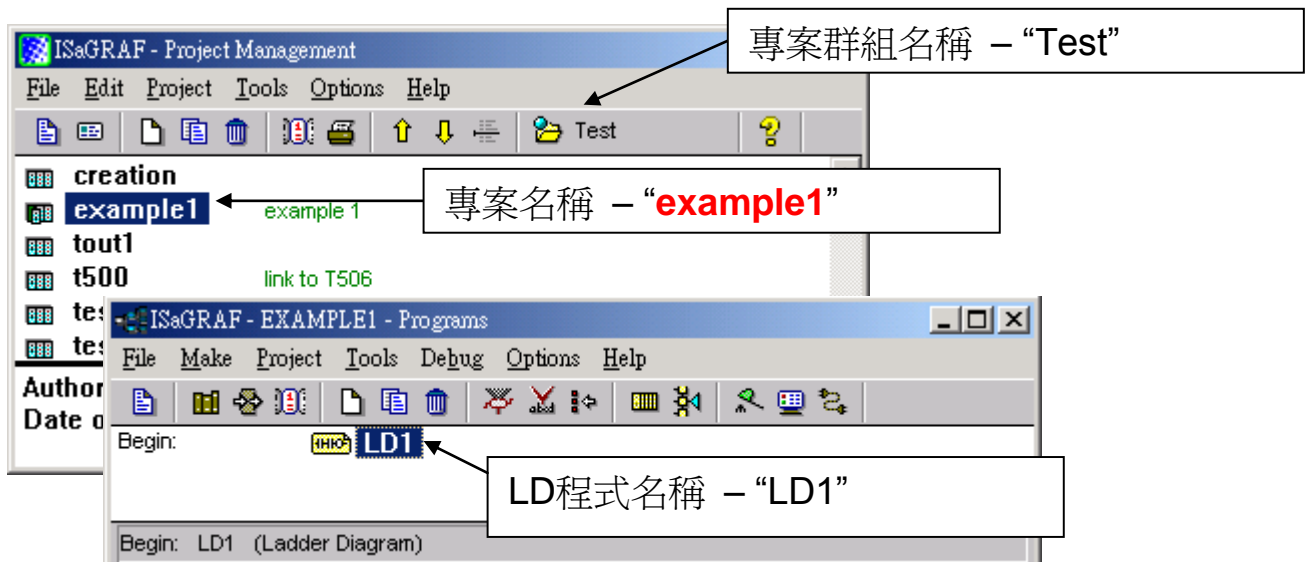 ISaGRAF - Project Management
專案群組名稱 – “Test”
File Edit Project Tools Options Help
Test
creation
example1 example 1
專案名稱 – “example1”
tout1
t500 link to T506
ISaGRAF - EXAMPLE1 - Programs
File Make Project Tools Debug Options Help
Author
Date o
Begin: LD1
LD程式名稱 – “LD1”
Begin: LD1 (Ladder Diagram)